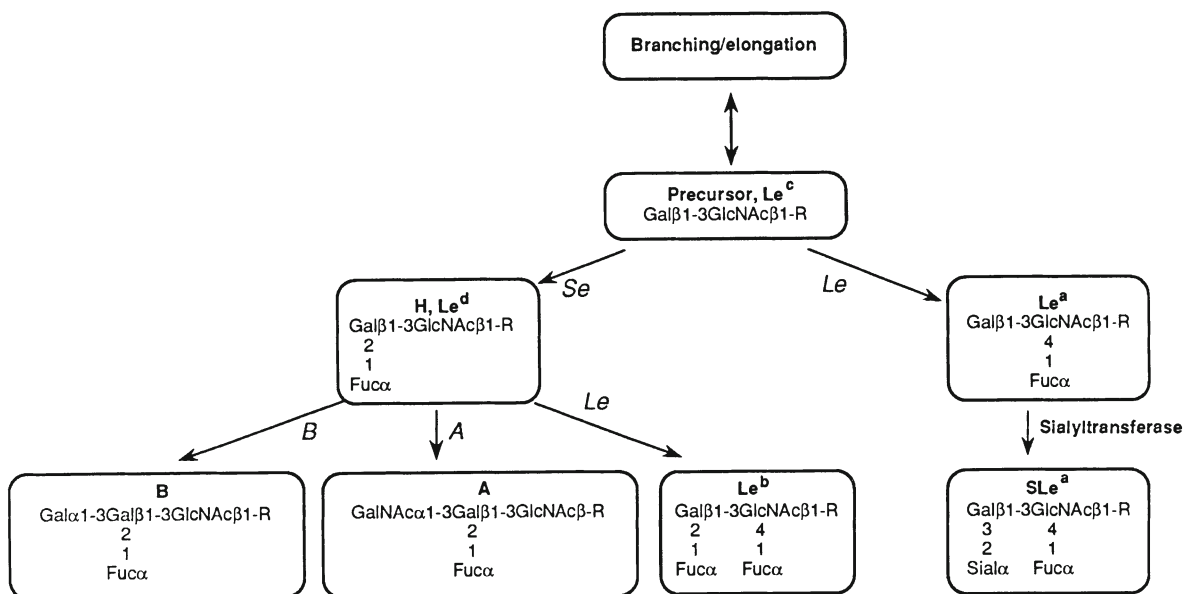 Branching/elongation
Precursor, Le^c
Galβ1-3GlcNAcβ1-R
Se
Le
H, Le^d
Galβ1-3GlcNAcβ1-R
2
1
Fucα
Le^a
Galβ1-3GlcNAcβ1-R
4
1
Fucα
B
A
Le
Sialyltransferase
B
Galα1-3Galβ1-3GlcNAcβ1-R
2
1
Fucα
A
GalNAcα1-3Galβ1-3GlcNAcβ-R
2
1
Fucα
Le^b
Galβ1-3GlcNAcβ1-R
2 4
1 1
Fucα Fucα
SLe^a
Galβ1-3GlcNAcβ1-R
3 4
2 1
Sialα Fucα